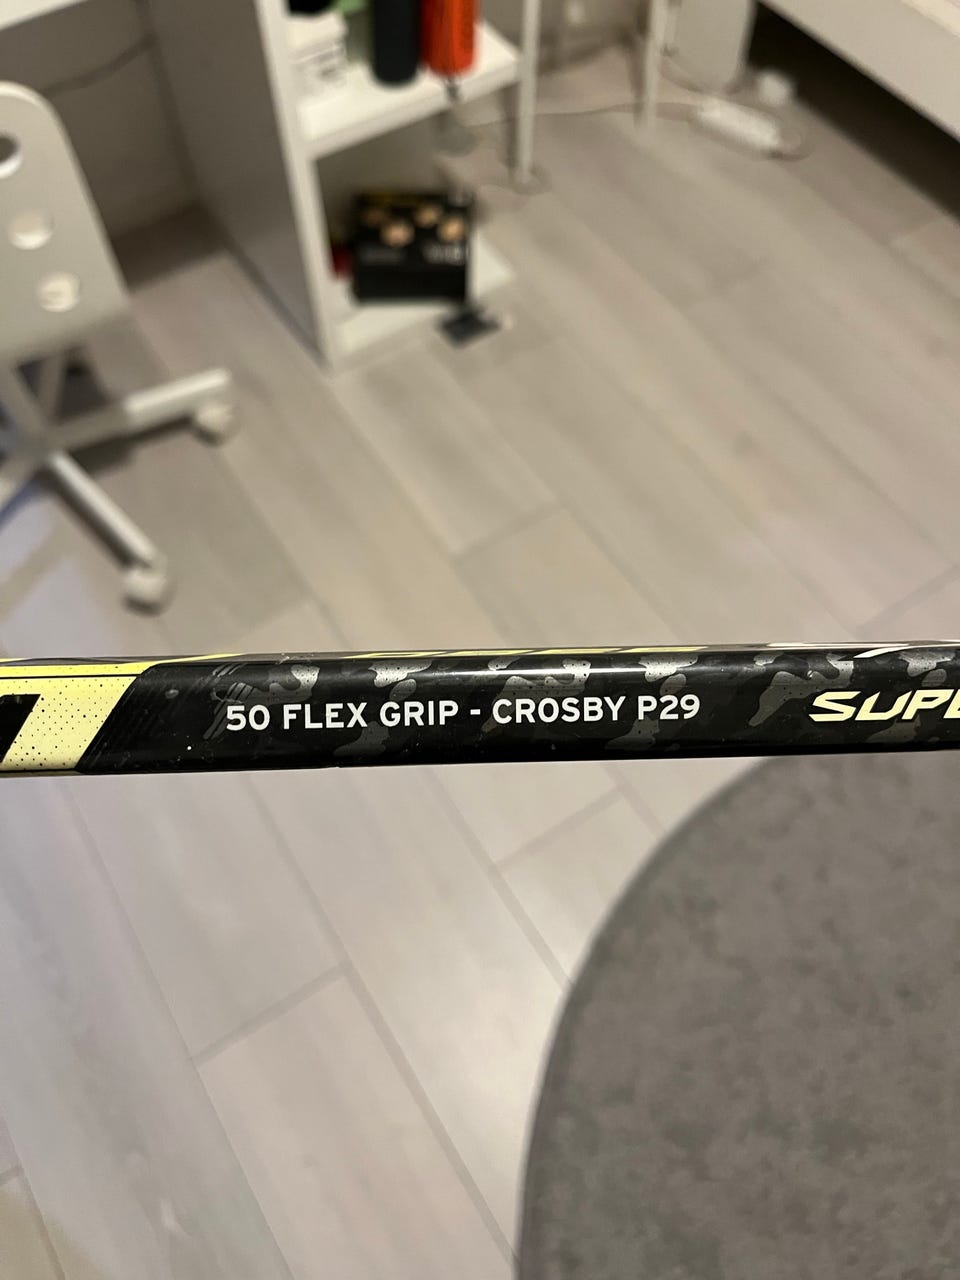 50 FLEX GRIP - CROSBY P29
SUPE